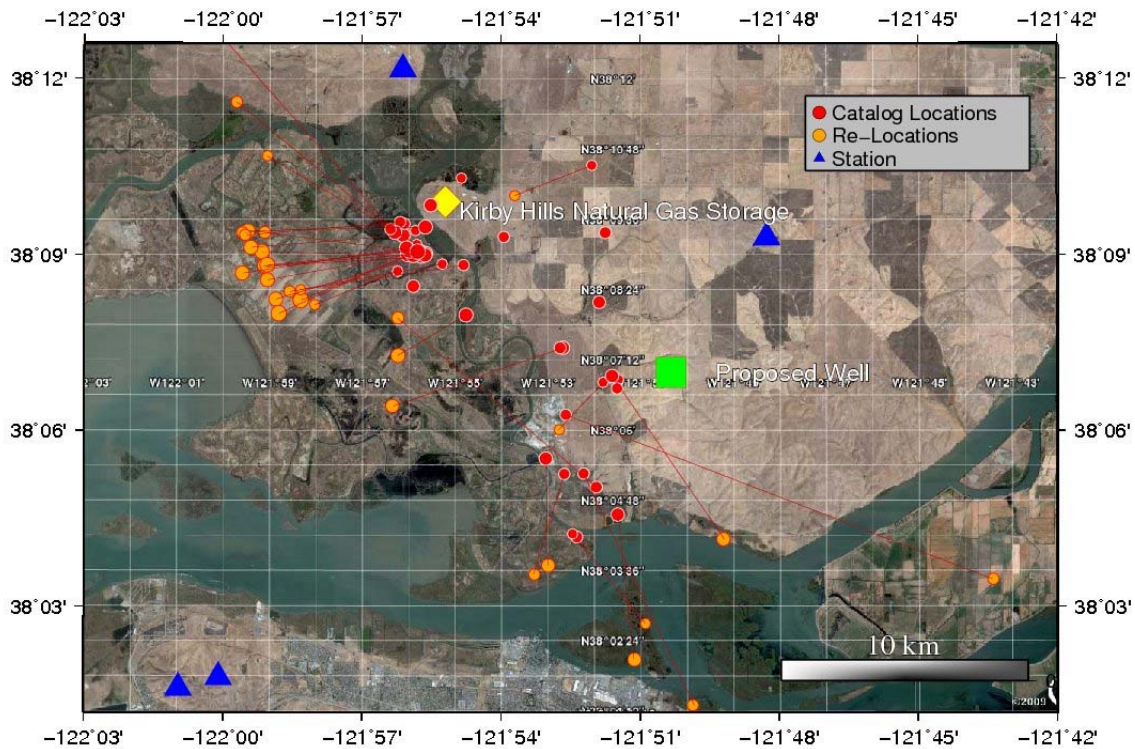 -122˚03' -122˚00' -121˚57' -121˚54' -121˚51' -121˚48' -121˚45' -121˚42'
38˚12' N38°12' 38˚12'
Catalog Locations
Re-Locations
Station
N38°10'48"
Kirby Hills Natural Gas Storage
38˚09' 38˚09'
N38°08'24"
N38°07'12"
Proposed Well
W122°01' W121°59' W121°57' W121°55' W121°53' W121°45' W121°43'
38˚06' N38°06' 38˚06'
N38°04'48"
N38°03'36"
38˚03' 38˚03'
N38°02'24"
10 km
©2009
-122˚03' -122˚00' -121˚57' -121˚54' -121˚51' -121˚48' -121˚45' -121˚42'